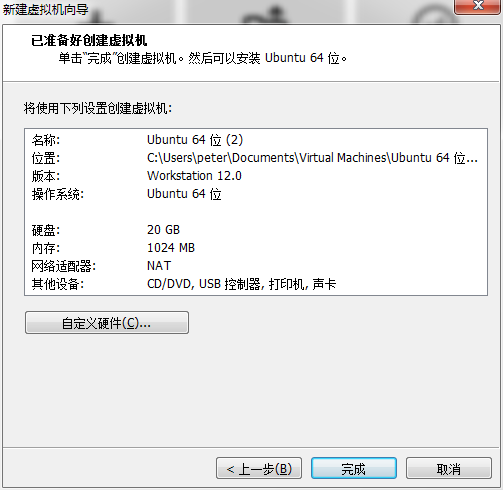 新建虚拟机向导
已准备好创建虚拟机
单击"完成"创建虚拟机。然后可以安装 Ubuntu 64 位。
将使用下列设置创建虚拟机:
名称: Ubuntu 64 位 (2)
位置: C:\Users\peter\Documents\Virtual Machines\Ubuntu 64 位...
版本: Workstation 12.0
操作系统: Ubuntu 64 位
硬盘: 20 GB
内存: 1024 MB
网络适配器: NAT
其他设备: CD/DVD, USB 控制器, 打印机, 声卡
自定义硬件(C)...
< 上一步(B) 完成 取消